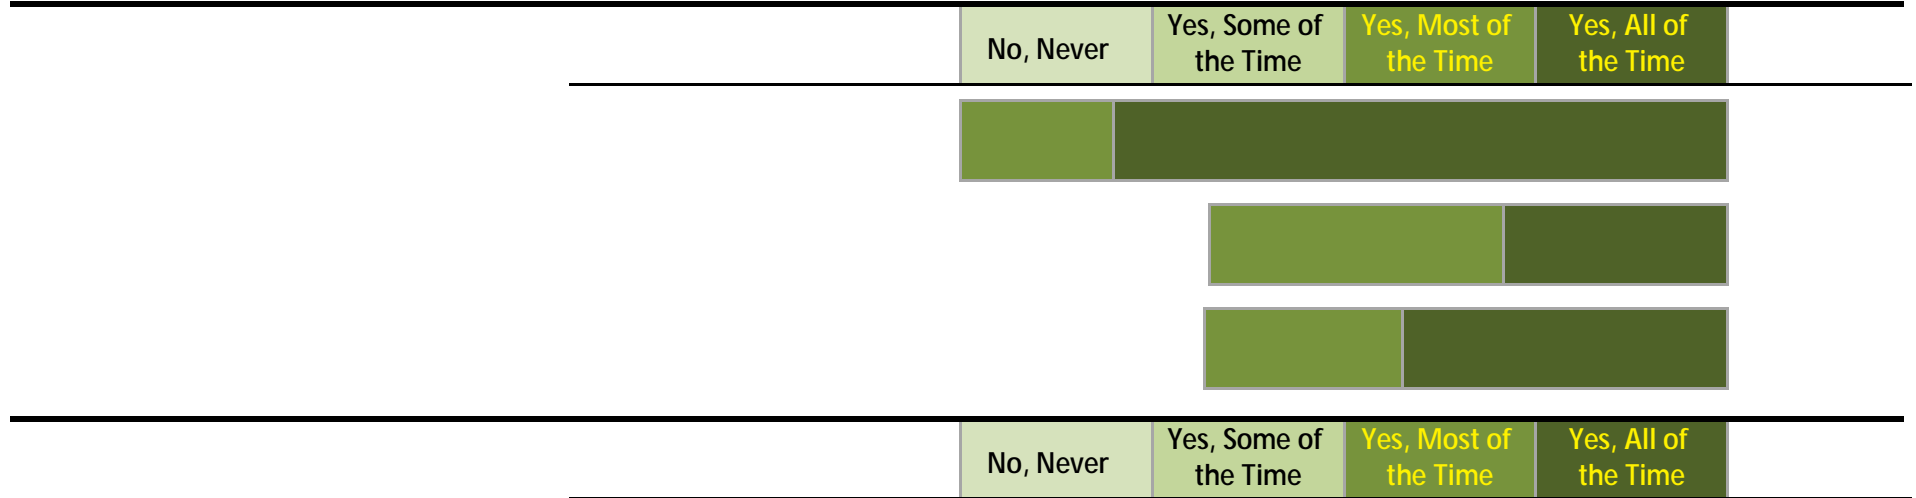 No, Never
Yes, Some of
the Time
Yes, Most of
the Time
Yes, All of
the Time
No, Never
Yes, Some of
the Time
Yes, Most of
the Time
Yes, All of
the Time